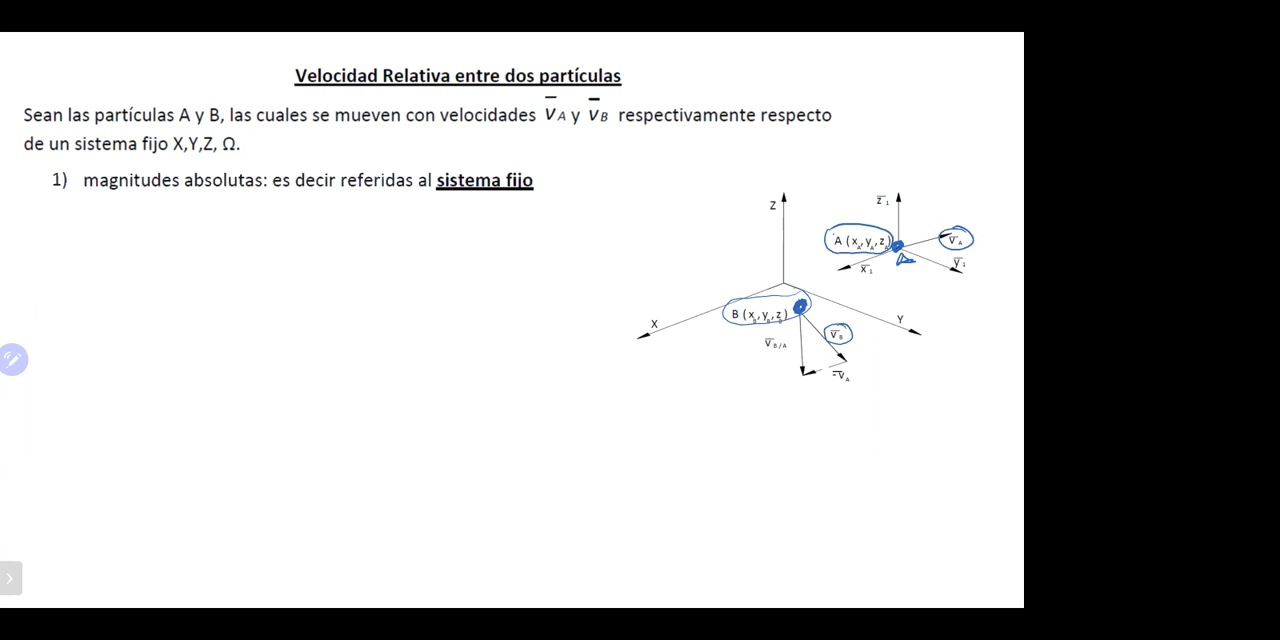 Velocidad Relativa entre dos partículas
Sean las partículas A y B, las cuales se mueven con velocidades V̅A y V̅B respectivamente respecto
de un sistema fijo X,Y,Z, Ω.
1) magnitudes absolutas: es decir referidas al sistema fijo
Z
z̅1
A (xA, yA, zA)
v̅A
x̅1
y̅1
B (xB, yB, zB)
X
Y
v̅B
v̅B/A
-v̅A